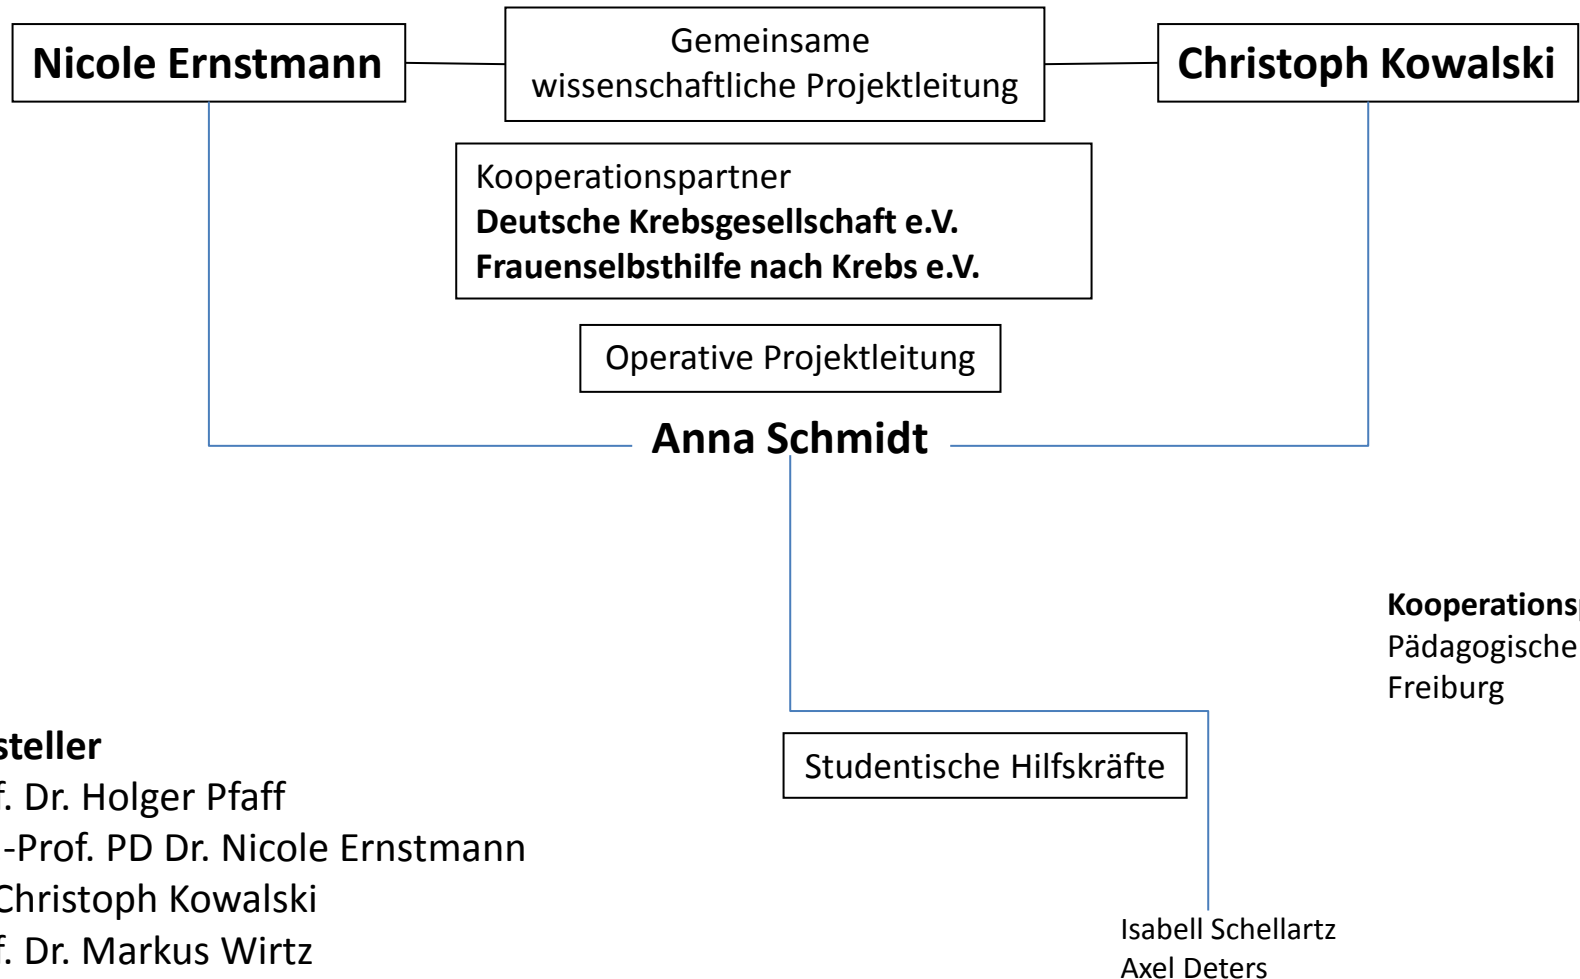 Nicole Ernstmann
Gemeinsame
wissenschaftliche Projektleitung
Christoph Kowalski
Kooperationspartner
Deutsche Krebsgesellschaft e.V.
Frauenselbsthilfe nach Krebs e.V.
Operative Projektleitung
Anna Schmidt
Pädagogische
Freiburg
Studentische Hilfskräfte
Dr. Holger Pfaff
-Prof. PD Dr. Nicole Ernstmann
Christoph Kowalski
Dr. Markus Wirtz
Isabell Schellartz
Axel Deters